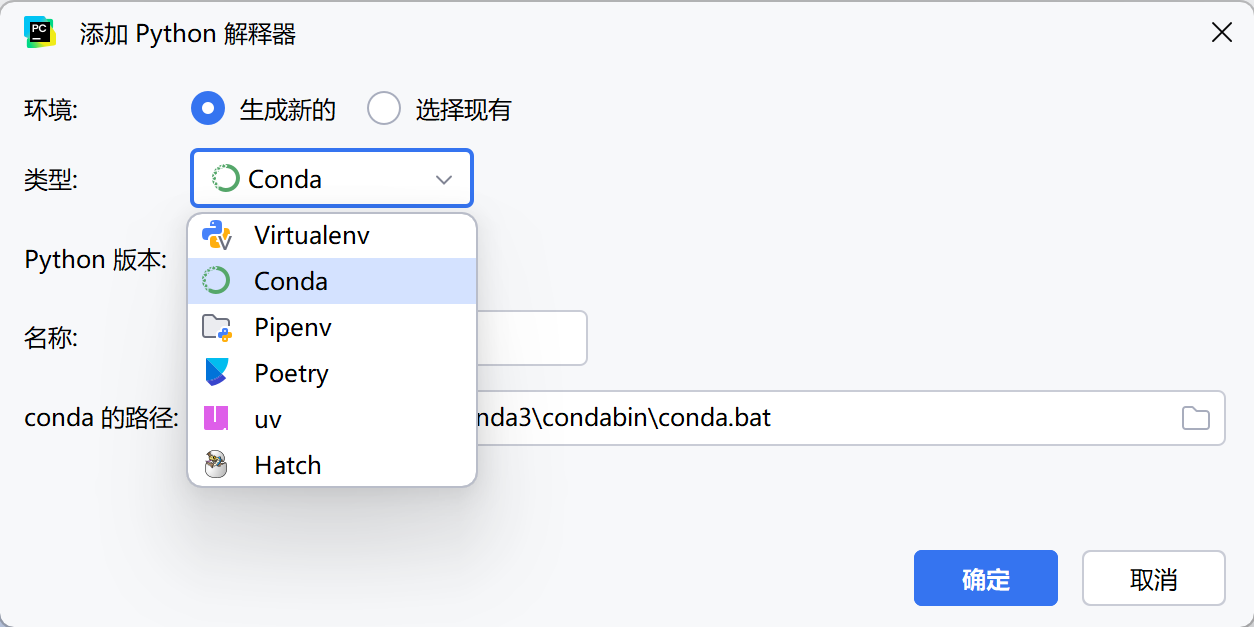 PC
添加 Python 解释器
环境:
生成新的
选择现有
类型:
Conda
Virtualenv
Python 版本:
Conda
Pipenv
名称:
Poetry
conda 的路径:
nda3\condabin\conda.bat
uv
Hatch
确定
取消